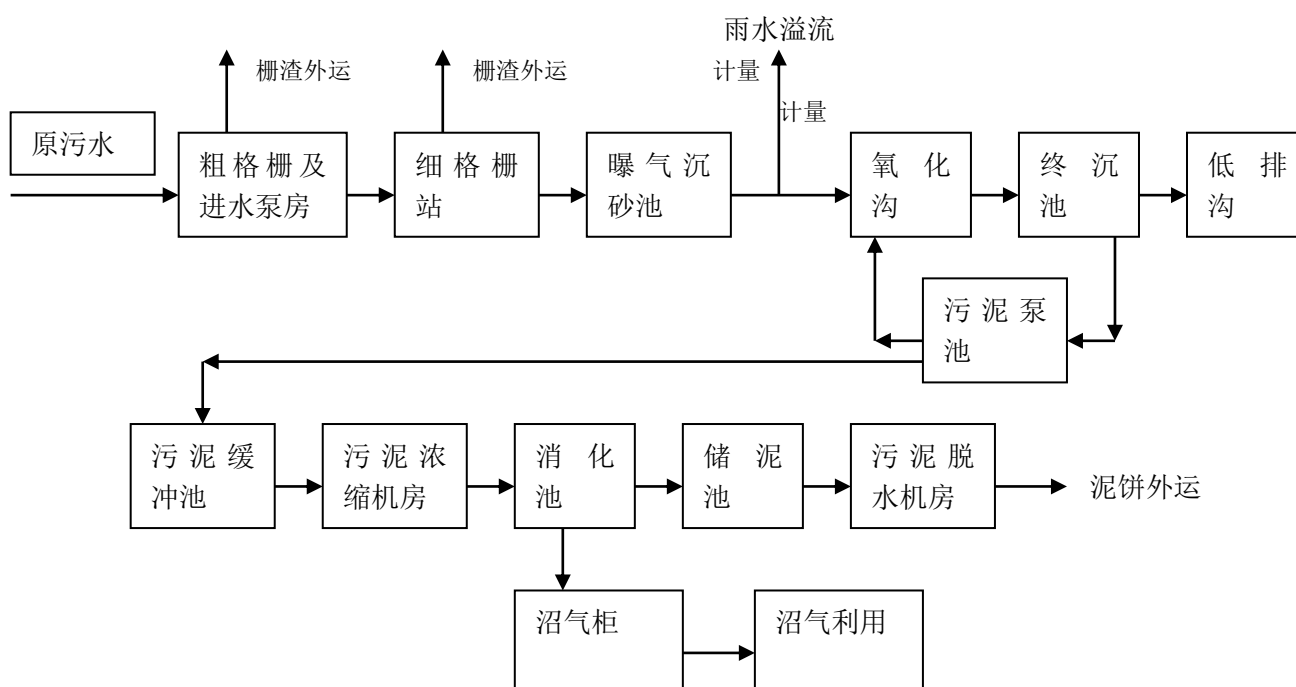 雨水溢流
栅渣外运
栅渣外运
计量
计量
原污水
粗格栅及
进水泵房
细格栅
站
曝气沉
砂池
氧化
沟
终沉
池
低排
沟
污泥泵
池
污泥缓
冲池
污泥浓
缩机房
消化
池
储泥
池
污泥脱
水机房
泥饼外运
沼气柜
沼气利用